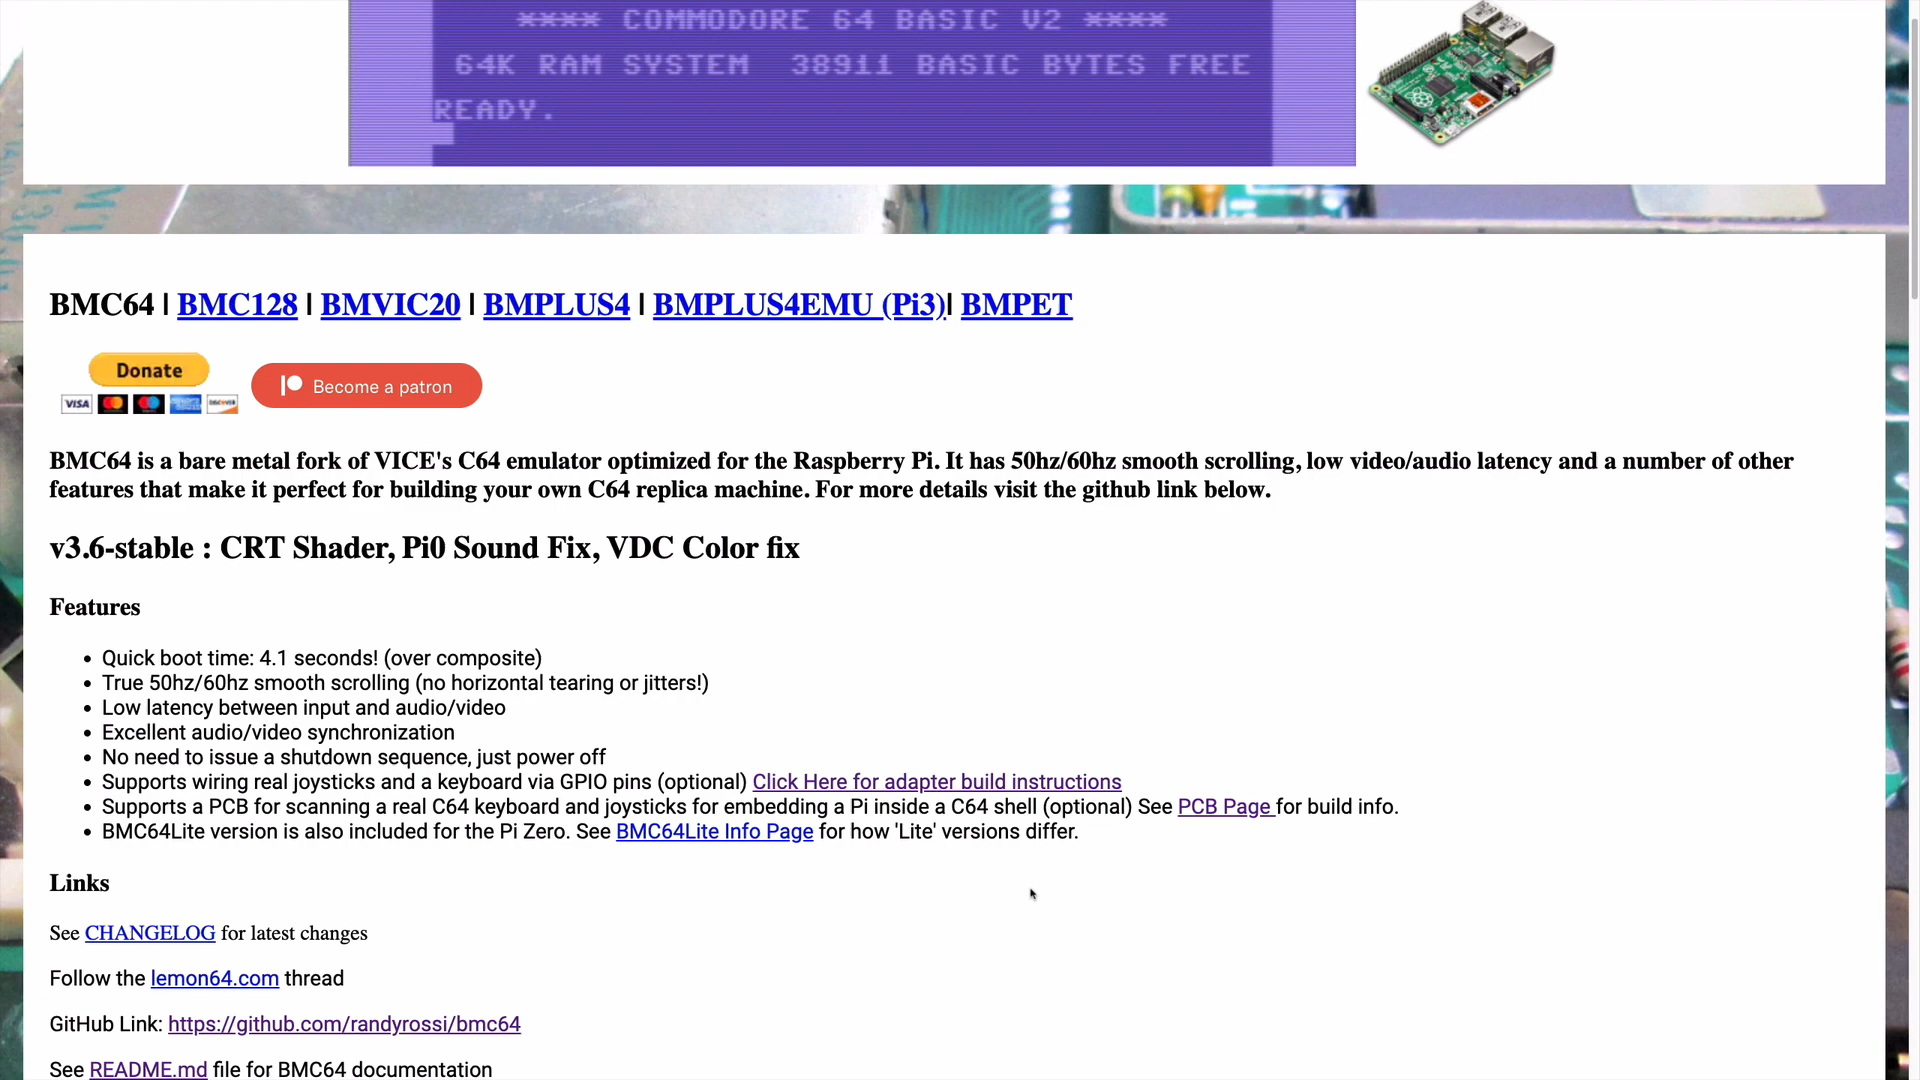 **** COMMODORE 64 BASIC V2 ****
64K RAM SYSTEM 38911 BASIC BYTES FREE
READY.
BMC64 | BMC128 | BMVIC20 | BMPLUS4 | BMPLUS4EMU (Pi3)| BMPET
Donate
Become a patron
VISA
DISCOVER
BMC64 is a bare metal fork of VICE's C64 emulator optimized for the Raspberry Pi. It has 50hz/60hz smooth scrolling, low video/audio latency and a number of other
features that make it perfect for building your own C64 replica machine. For more details visit the github link below.
v3.6-stable : CRT Shader, Pi0 Sound Fix, VDC Color fix
Features
• Quick boot time: 4.1 seconds! (over composite)
• True 50hz/60hz smooth scrolling (no horizontal tearing or jitters!)
• Low latency between input and audio/video
• Excellent audio/video synchronization
• No need to issue a shutdown sequence, just power off
• Supports wiring real joysticks and a keyboard via GPIO pins (optional) Click Here for adapter build instructions
• Supports a PCB for scanning a real C64 keyboard and joysticks for embedding a Pi inside a C64 shell (optional) See PCB Page for build info.
• BMC64Lite version is also included for the Pi Zero. See BMC64Lite Info Page for how 'Lite' versions differ.
Links
See CHANGELOG for latest changes
Follow the lemon64.com thread
GitHub Link: https://github.com/randyrossi/bmc64
See README.md file for BMC64 documentation